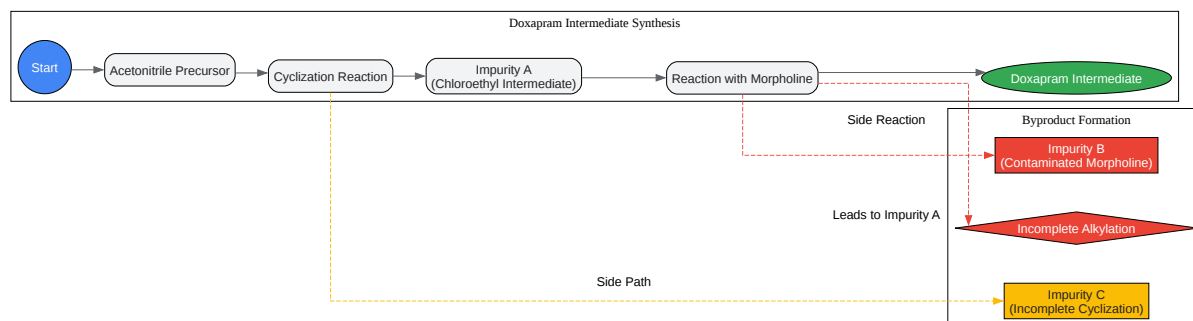 Doxapram Intermediate Synthesis
Start
Acetonitrile Precursor
Cyclization Reaction
Impurity A
(Chloroethyl Intermediate)
Reaction with Morpholine
Doxapram Intermediate
Side Reaction
Byproduct Formation
Impurity B
(Contaminated Morpholine)
Leads to Impurity A
Incomplete Alkylation
Side Path
Impurity C
(Incomplete Cyclization)